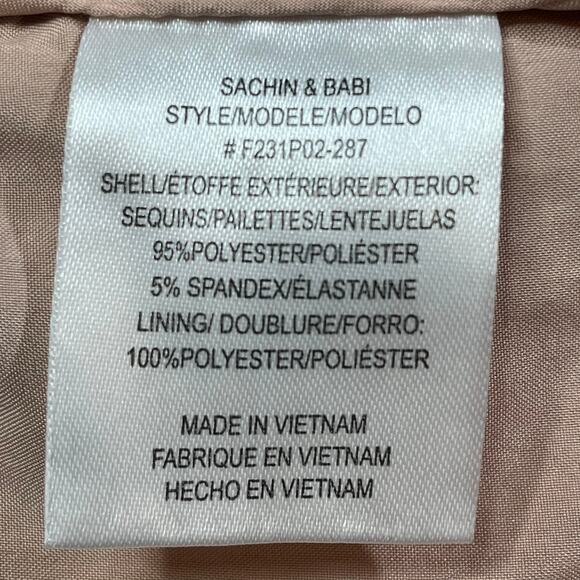 SACHIN & BABI
STYLE/MODELE/MODELO
# F231P02-287
SHELL/ÉTOFFE EXTÉRIEURE/EXTERIOR:
SEQUINS/PAILETTES/LENTEJUELAS
95%POLYESTER/POLIÉSTER
5% SPANDEX/ÉLASTANNE
LINING/ DOUBLURE/FORRO:
100%POLYESTER/POLIÉSTER
MADE IN VIETNAM
FABRIQUE EN VIETNAM
HECHO EN VIETNAM